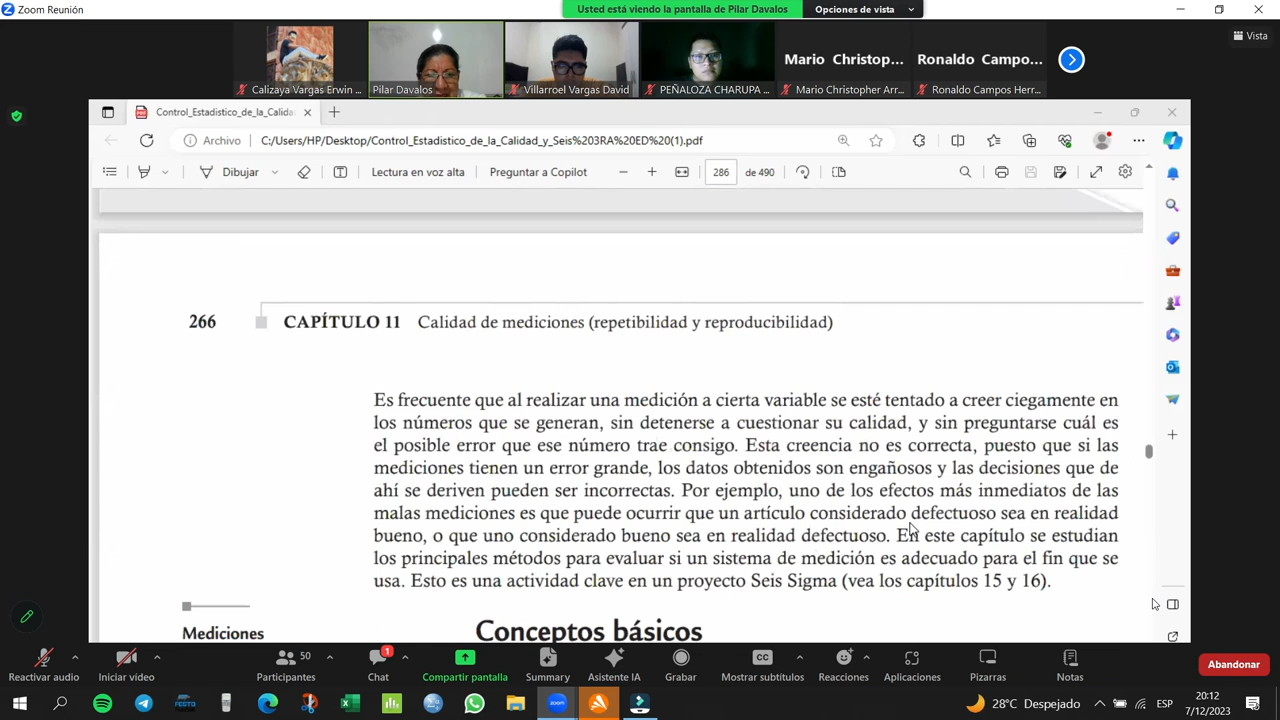 Zoom Reunión
Usted está viendo la pantalla de Pilar Davalos
Opciones de vista
Vista
Calizaya Vargas Erwin ...
Pilar Davalos
Villarroel Vargas David
PEÑALOZA CHARUPA ...
Mario Christop...
Mario Christopher Arr...
Ronaldo Campo...
Ronaldo Campos Herr...
Control_Estadistico_de_la_Calida
Archivo
C:/Users/HP/Desktop/Control_Estadistico_de_la_Calidad_y_Seis%203RA%20ED%20(1).pdf
Dibujar
Lectura en voz alta
Preguntar a Copilot
286
de 490
266 CAPÍTULO 11 Calidad de mediciones (repetibilidad y reproducibilidad)
Es frecuente que al realizar una medición a cierta variable se esté tentado a creer ciegamente en
los números que se generan, sin detenerse a cuestionar su calidad, y sin preguntarse cuál es
el posible error que ese número trae consigo. Esta creencia no es correcta, puesto que si las
mediciones tienen un error grande, los datos obtenidos son engañosos y las decisiones que de
ahí se deriven pueden ser incorrectas. Por ejemplo, uno de los efectos más inmediatos de las
malas mediciones es que puede ocurrir que un artículo considerado defectuoso sea en realidad
bueno, o que uno considerado bueno sea en realidad defectuoso. En este capítulo se estudian
los principales métodos para evaluar si un sistema de medición es adecuado para el fin que se
usa. Esto es una actividad clave en un proyecto Seis Sigma (vea los capítulos 15 y 16).
Mediciones
Conceptos básicos
Reactivar audio
Iniciar video
50
Participantes
1
Chat
Compartir pantalla
Summary
Asistente IA
Grabar
CC
Mostrar subtítulos
Reacciones
Aplicaciones
Pizarras
Notas
Abandonar
FESTO
zoom
28°C Despejado
ESP
20:12
7/12/2023